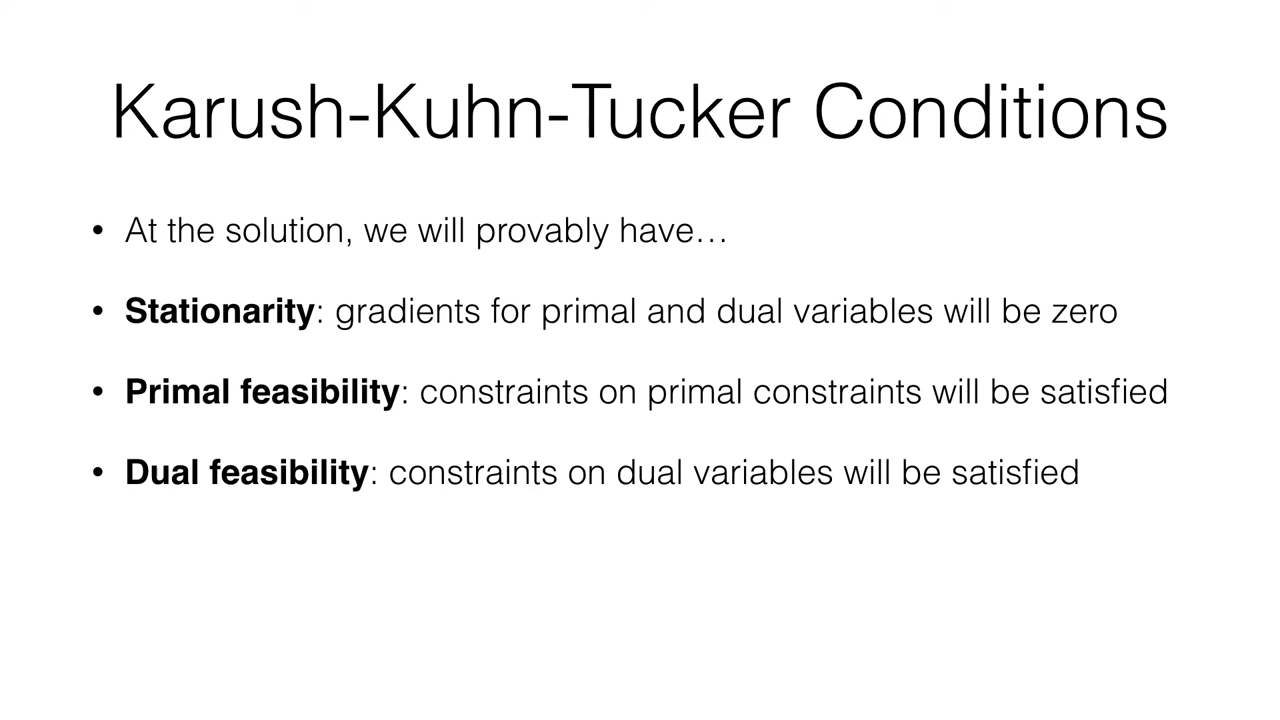 Karush-Kuhn-Tucker Conditions
• At the solution, we will provably have…
• Stationarity: gradients for primal and dual variables will be zero
• Primal feasibility: constraints on primal constraints will be satisfied
• Dual feasibility: constraints on dual variables will be satisfied